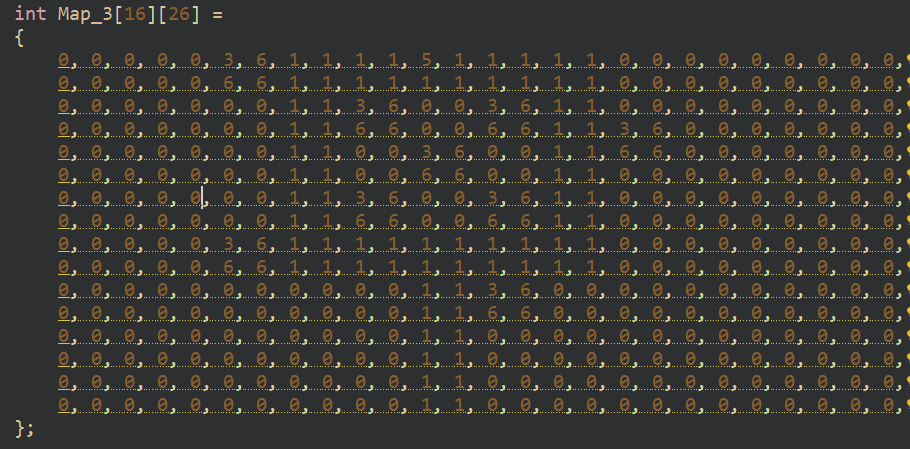 int Map_3[16][26] =
{
0, 0, 0, 0, 0, 3, 6, 1, 1, 1, 1, 5, 1, 1, 1, 1, 1, 0, 0, 0, 0, 0, 0, 0, 0, 0,
0, 0, 0, 0, 0, 6, 6, 1, 1, 1, 1, 1, 1, 1, 1, 1, 1, 0, 0, 0, 0, 0, 0, 0, 0, 0,
0, 0, 0, 0, 0, 0, 0, 1, 1, 3, 6, 0, 0, 3, 6, 1, 1, 0, 0, 0, 0, 0, 0, 0, 0, 0,
0, 0, 0, 0, 0, 0, 0, 1, 1, 6, 6, 0, 0, 6, 6, 1, 1, 3, 6, 0, 0, 0, 0, 0, 0, 0,
0, 0, 0, 0, 0, 0, 0, 1, 1, 0, 0, 3, 6, 0, 0, 1, 1, 6, 6, 0, 0, 0, 0, 0, 0, 0,
0, 0, 0, 0, 0, 0, 0, 1, 1, 0, 0, 6, 6, 0, 0, 1, 1, 0, 0, 0, 0, 0, 0, 0, 0, 0,
0, 0, 0, 0, 0, 0, 0, 1, 1, 3, 6, 0, 0, 3, 6, 1, 1, 0, 0, 0, 0, 0, 0, 0, 0, 0,
0, 0, 0, 0, 0, 0, 0, 1, 1, 6, 6, 0, 0, 6, 6, 1, 1, 0, 0, 0, 0, 0, 0, 0, 0, 0,
0, 0, 0, 0, 0, 3, 6, 1, 1, 1, 1, 1, 1, 1, 1, 1, 1, 0, 0, 0, 0, 0, 0, 0, 0, 0,
0, 0, 0, 0, 0, 6, 6, 1, 1, 1, 1, 1, 1, 1, 1, 1, 1, 0, 0, 0, 0, 0, 0, 0, 0, 0,
0, 0, 0, 0, 0, 0, 0, 0, 0, 0, 0, 1, 1, 3, 6, 0, 0, 0, 0, 0, 0, 0, 0, 0, 0, 0,
0, 0, 0, 0, 0, 0, 0, 0, 0, 0, 0, 1, 1, 6, 6, 0, 0, 0, 0, 0, 0, 0, 0, 0, 0, 0,
0, 0, 0, 0, 0, 0, 0, 0, 0, 0, 0, 1, 1, 0, 0, 0, 0, 0, 0, 0, 0, 0, 0, 0, 0, 0,
0, 0, 0, 0, 0, 0, 0, 0, 0, 0, 0, 1, 1, 0, 0, 0, 0, 0, 0, 0, 0, 0, 0, 0, 0, 0,
0, 0, 0, 0, 0, 0, 0, 0, 0, 0, 0, 1, 1, 0, 0, 0, 0, 0, 0, 0, 0, 0, 0, 0, 0, 0,
0, 0, 0, 0, 0, 0, 0, 0, 0, 0, 0, 1, 1, 0, 0, 0, 0, 0, 0, 0, 0, 0, 0, 0, 0, 0,
};